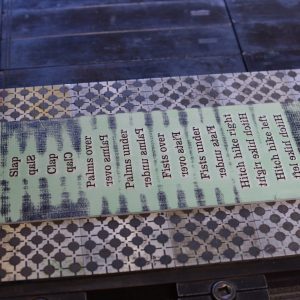 Slap
Slap
Clap
Clap
Palms over
Palms over
Palms under
Palms under
Fists over
Fists over
Fists under
Fists under
Hitch hike right
Hitch hike right
Hitch hike left
Hitch hike left